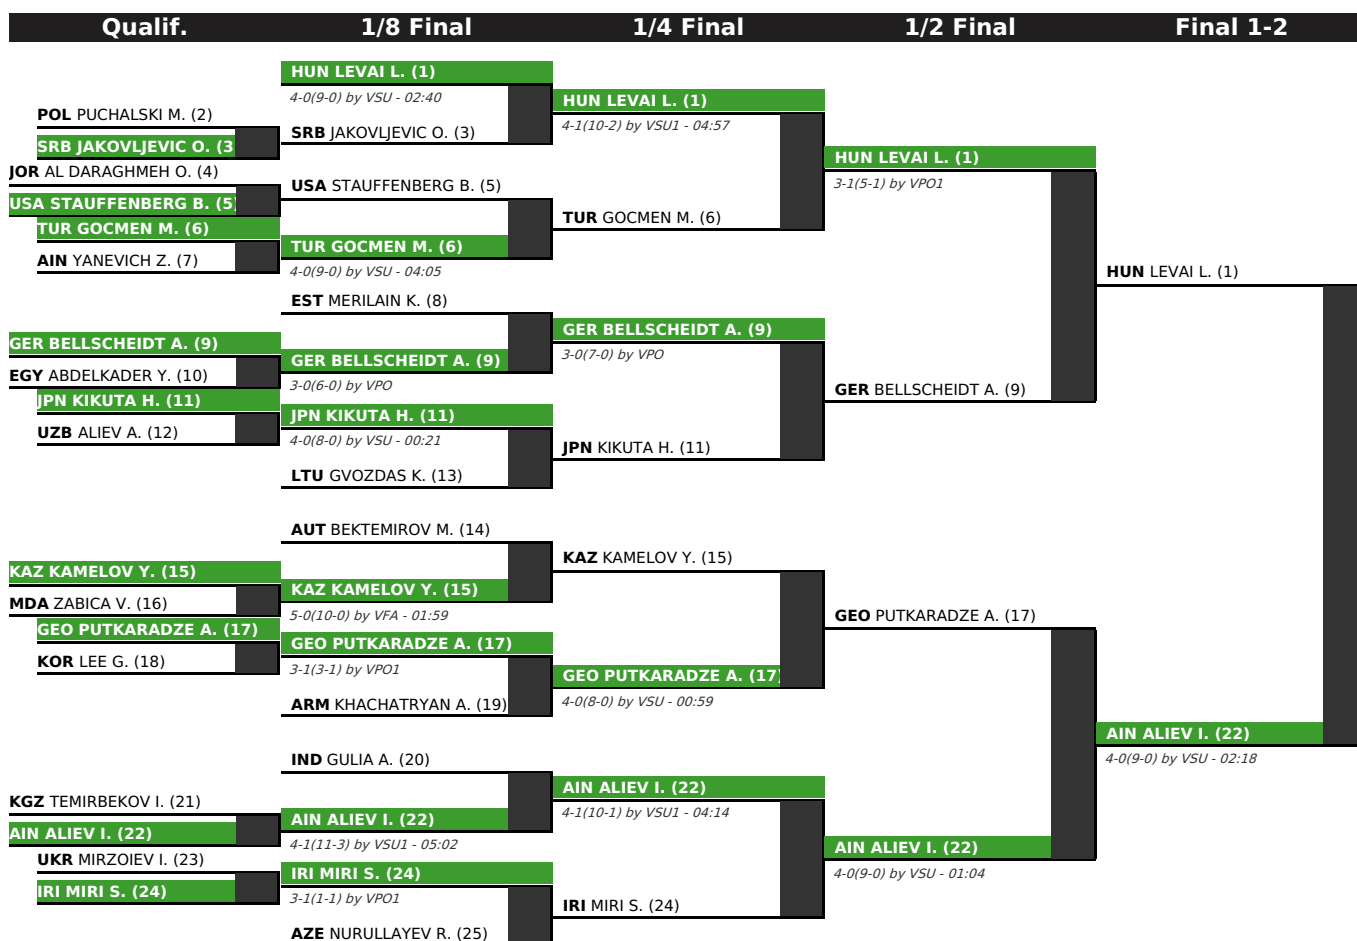 Qualif.
1/8 Final
1/4 Final
1/2 Final
Final 1-2
POL PUCHALSKI M. (2)
SRB JAKOVLJEVIC O. (3
JOR AL DARAGHMEH O. (4)
USA STAUFFENBERG B. (5)
TUR GOCMEN M. (6)
AIN YANEVICH Z. (7)
GER BELLSCHEIDT A. (9)
EGY ABDELKADER Y. (10)
JPN KIKUTA H. (11)
UZB ALIEV A. (12)
KAZ KAMELOV Y. (15)
MDA ZABICA V. (16)
GEO PUTKARADZE A. (17)
KOR LEE G. (18)
KGZ TEMIRBEKOV I. (21)
AIN ALIEV I. (22)
UKR MIRZOIEV I. (23)
IRI MIRI S. (24)
HUN LEVAI L. (1)
4-0(9-0) by VSU - 02:40
SRB JAKOVLJEVIC O. (3)
USA STAUFFENBERG B. (5)
TUR GOCMEN M. (6)
4-0(9-0) by VSU - 04:05
EST MERILAIN K. (8)
GER BELLSCHEIDT A. (9)
3-0(6-0) by VPO
JPN KIKUTA H. (11)
4-0(8-0) by VSU - 00:21
LTU GVOZDAS K. (13)
AUT BEKTEMIROV M. (14)
KAZ KAMELOV Y. (15)
5-0(10-0) by VFA - 01:59
GEO PUTKARADZE A. (17)
3-1(3-1) by VPO1
ARM KHACHATRYAN A. (19)
IND GULIA A. (20)
AIN ALIEV I. (22)
4-1(11-3) by VSU1 - 05:02
IRI MIRI S. (24)
3-1(1-1) by VPO1
AZE NURULLAYEV R. (25)
HUN LEVAI L. (1)
4-1(10-2) by VSU1 - 04:57
TUR GOCMEN M. (6)
GER BELLSCHEIDT A. (9)
3-0(7-0) by VPO
JPN KIKUTA H. (11)
KAZ KAMELOV Y. (15)
GEO PUTKARADZE A. (17)
4-0(8-0) by VSU - 00:59
AIN ALIEV I. (22)
4-1(10-1) by VSU1 - 04:14
IRI MIRI S. (24)
HUN LEVAI L. (1)
3-1(5-1) by VPO1
GER BELLSCHEIDT A. (9)
GEO PUTKARADZE A. (17)
AIN ALIEV I. (22)
4-0(9-0) by VSU - 01:04
HUN LEVAI L. (1)
AIN ALIEV I. (22)
4-0(9-0) by VSU - 02:18